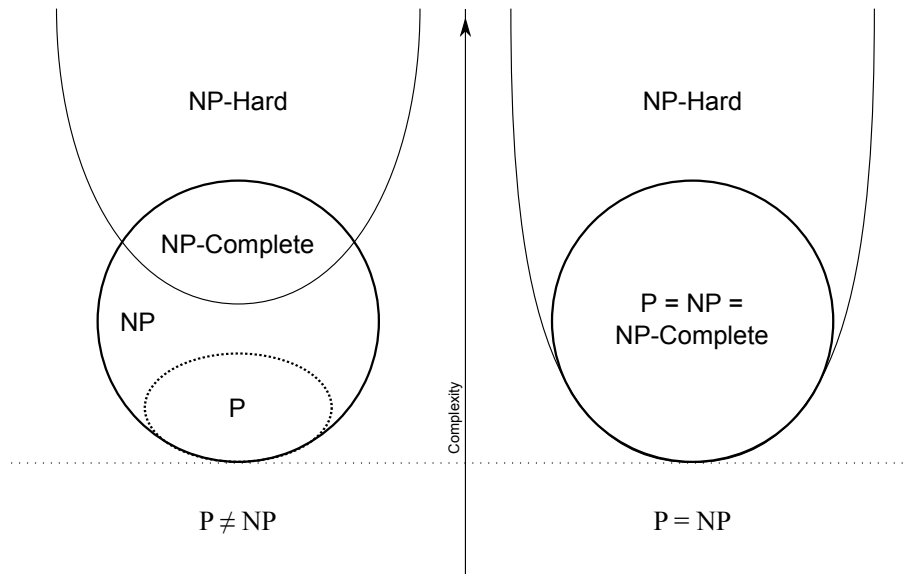 NP-Hard
NP-Complete
NP
P
P ≠ NP
Complexity
NP-Hard
P = NP =
NP-Complete
P = NP